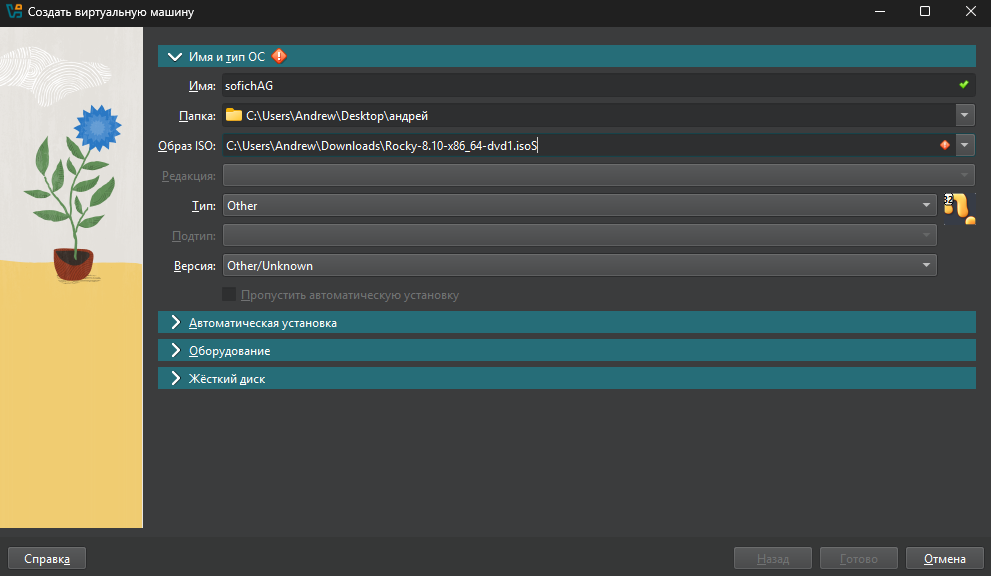 Создать виртуальную машину
Имя и тип ОС
Имя: sofichAG
Папка: C:\Users\Andrew\Desktop\андрей
Образ ISO: C:\Users\Andrew\Downloads\Rocky-8.10-x86_64-dvd1.isoS
Редакция:
Тип: Other
32
Подтип:
Версия: Other/Unknown
Пропустить автоматическую установку
Автоматическая установка
Оборудование
Жёсткий диск
Справка Назад Готово Отмена